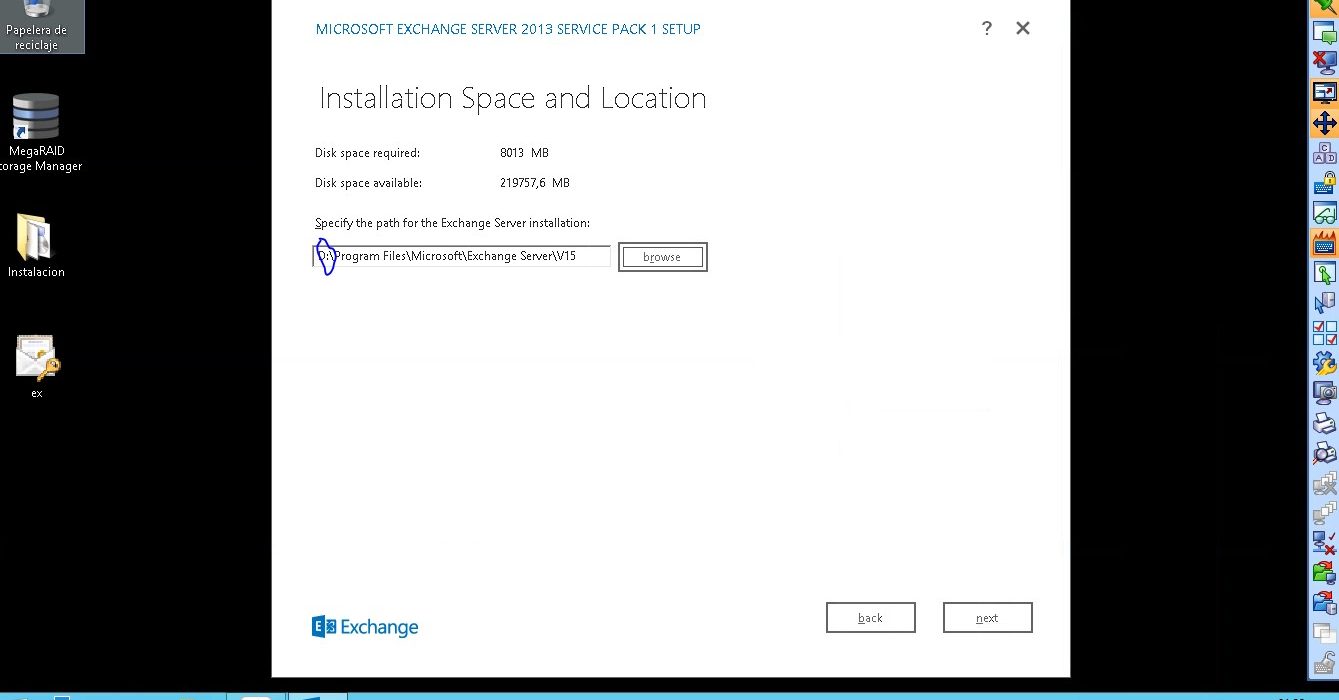 Papelera de
reciclaje
MegaRAID
torage Manager
Instalacion
ex
MICROSOFT EXCHANGE SERVER 2013 SERVICE PACK 1 SETUP
?
Installation Space and Location
Disk space required: 8013 MB
Disk space available: 219757,6 MB
Specify the path for the Exchange Server installation:
D:\Program Files\Microsoft\Exchange Server\V15
browse
E Exchange
back
next
C
A D